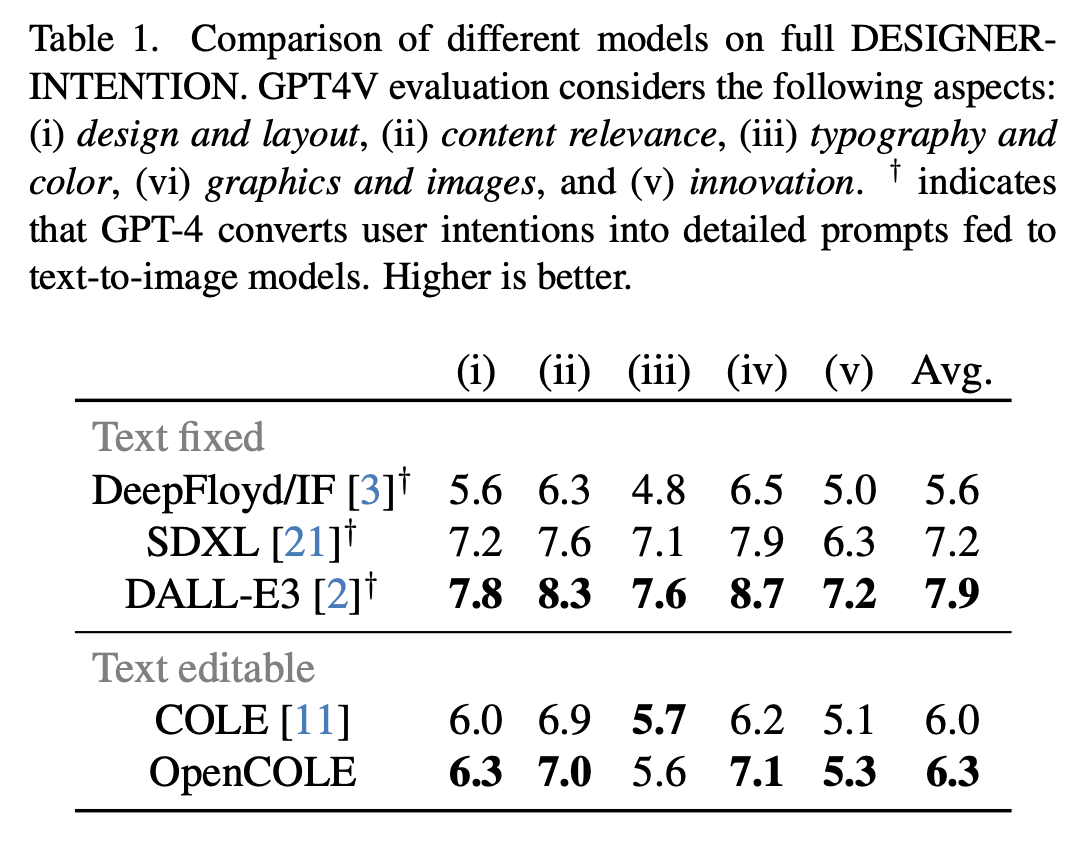 Table 1. Comparison of different models on full DESIGNER-
INTENTION. GPT4V evaluation considers the following aspects:
(i) design and layout, (ii) content relevance, (iii) typography and
color, (vi) graphics and images, and (v) innovation. † indicates
that GPT-4 converts user intentions into detailed prompts fed to
text-to-image models. Higher is better.
(i) (ii) (iii) (iv) (v) Avg.
Text fixed
DeepFloyd/IF [3]† 5.6 6.3 4.8 6.5 5.0 5.6
SDXL [21]† 7.2 7.6 7.1 7.9 6.3 7.2
DALL-E3 [2]† 7.8 8.3 7.6 8.7 7.2 7.9
Text editable
COLE [11] 6.0 6.9 5.7 6.2 5.1 6.0
OpenCOLE 6.3 7.0 5.6 7.1 5.3 6.3